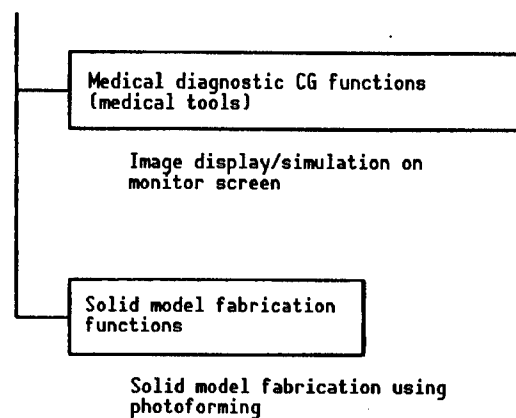 Medical diagnostic CG functions
(medical tools)
Image display/simulation on
monitor screen
Solid model fabrication
functions
Solid model fabrication using
photoforming